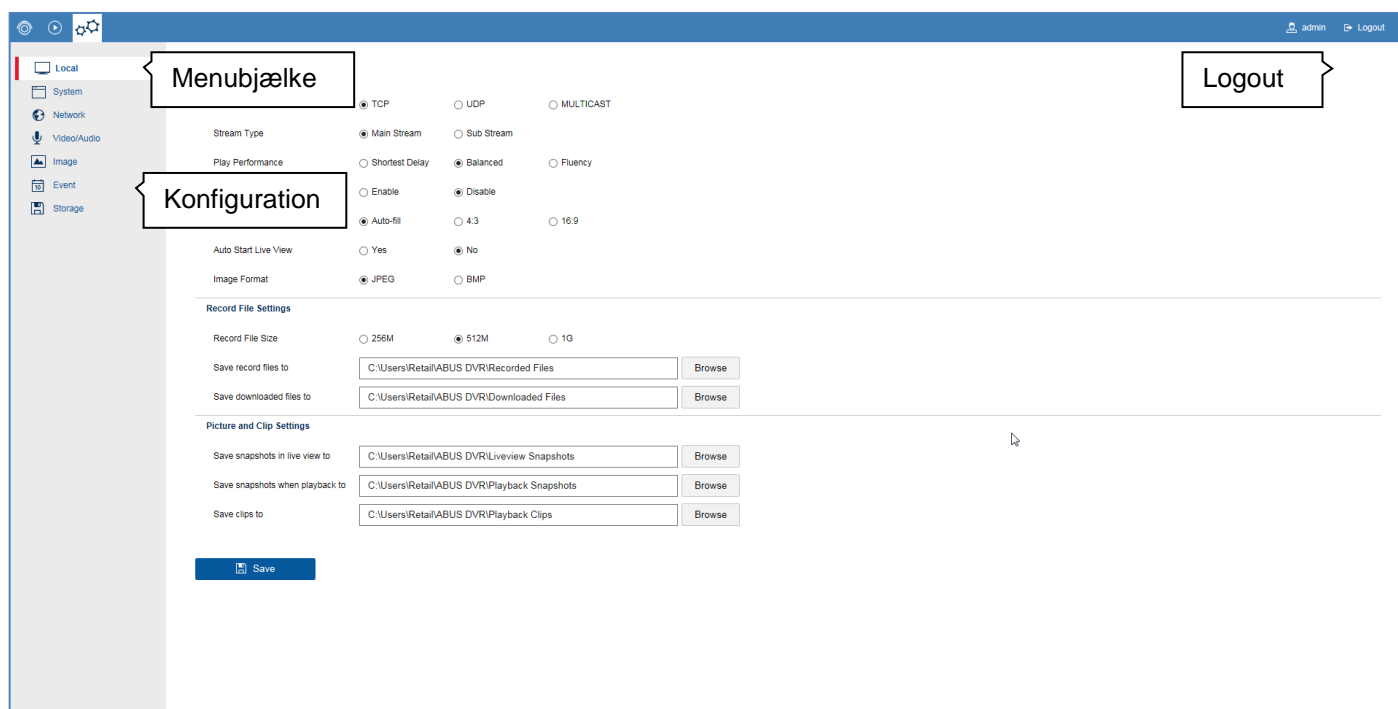 admin Logout
Local
System
Network
Video/Audio
Image
10 Event
Storage
Menubjælke
Konfiguration
Logout
TCP UDP MULTICAST
Stream Type Main Stream Sub Stream
Play Performance Shortest Delay Balanced Fluency
Enable Disable
Auto-fill 4:3 16:9
Auto Start Live View Yes No
Image Format JPEG BMP
Record File Settings
Record File Size 256M 512M 1G
Save record files to C:\Users\Retail\ABUS DVR\Recorded Files Browse
Save downloaded files to C:\Users\Retail\ABUS DVR\Downloaded Files Browse
Picture and Clip Settings
Save snapshots in live view to C:\Users\Retail\ABUS DVR\Liveview Snapshots Browse
Save snapshots when playback to C:\Users\Retail\ABUS DVR\Playback Snapshots Browse
Save clips to C:\Users\Retail\ABUS DVR\Playback Clips Browse
Save